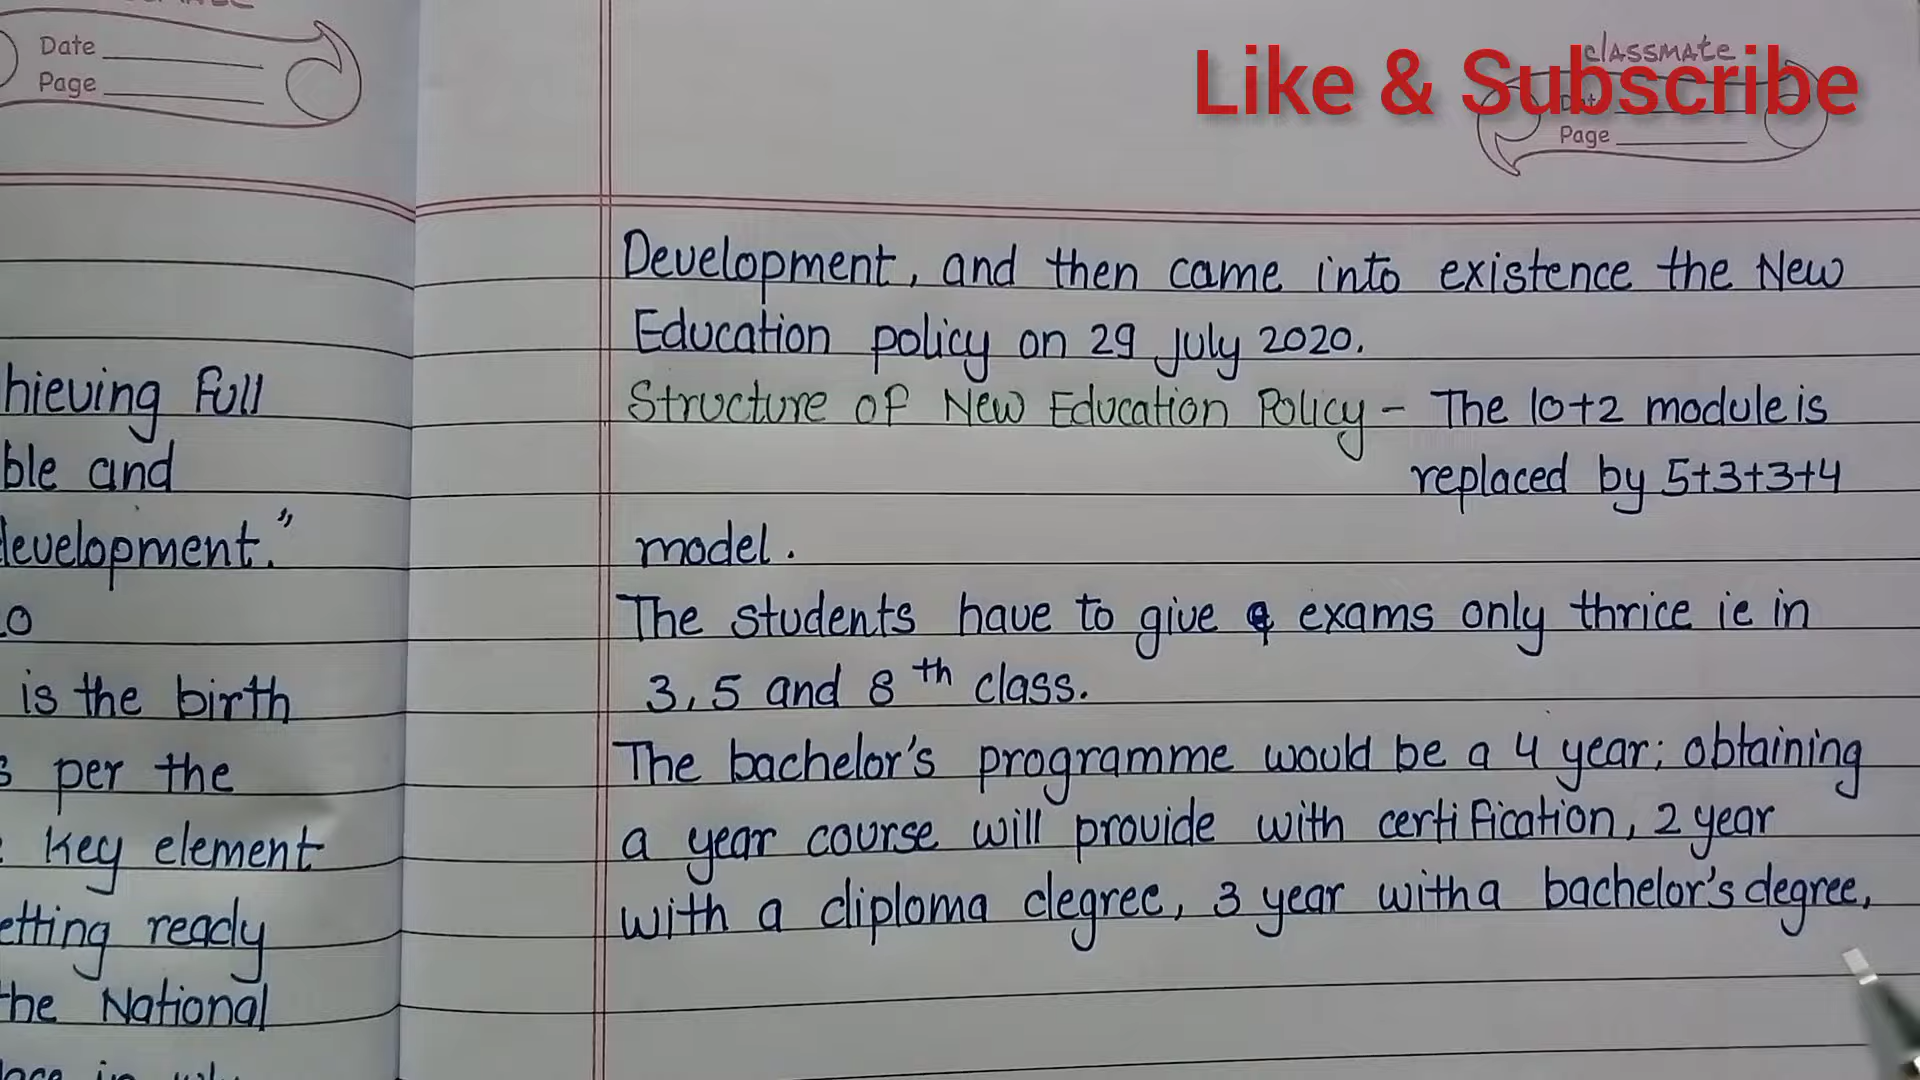 Date
Page
hieving full
ble and
development."
is the birth
per the
key element
etting ready
the National
Like & Subscribe
classmate
Page
Development, and then came into existence the New
Education policy on 29 july 2020.
Structure of New Education Policy - The 10+2 module is
replaced by 5+3+3+4
model.
The students have to give exams only thrice ie in
3, 5 and 8th class.
The bachelor's programme would be a 4 year; obtaining
a year course will provide with certification, 2 year
with a diploma degree, 3 year with a bachelor's degree,